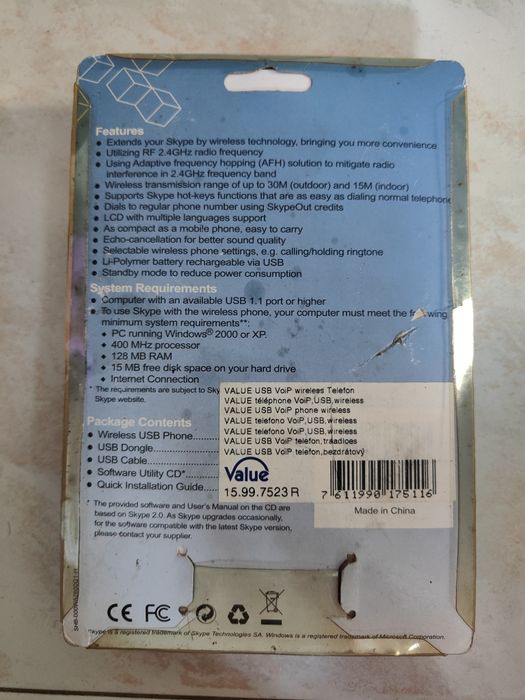 Features
• Extends your Skype by wireless technology, bringing you more convenience
• Utilizing RF 2.4GHz radio frequency
• Using Adaptive frequency hopping (AFH) solution to mitigate radio
interference in 2.4GHz frequency band
• Wireless transmission range of up to 30M (outdoor) and 15M (indoor)
• Supports Skype hot-keys functions that are as easy as dialing normal telephone
• Dials to regular phone number using SkypeOut credits
• LCD with multiple languages support
• As compact as a mobile phone, easy to carry
• Echo-cancellation for better sound quality
• Selectable wireless phone settings, e.g. calling/holding ringtone
• Li-Polymer battery rechargeable via USB
• Standby mode to reduce power consumption
System Requirements
• Computer with an available USB 1.1 port or higher
• To use Skype with the wireless phone, your computer must meet the wing
minimum system requirements**:
◆ PC running Windows® 2000 or XP.
◆ 400 MHz processor
◆ 128 MB RAM
◆ 15 MB free disk space on your hard drive
◆ Internet Connection
* The requirements are subject to Sky
Skype website.
Package Contents
• Wireless USB Phone
• USB Dongle
• USB Cable
• Software Utility CD*
• Quick Installation Guide
* The provided software and User's Manual on the CD are
based on Skype 2.0. As Skype upgrades occasionally,
for the software compatible with the latest Skype version,
please contact your supplier.
VALUE USB VoiP wireless Telefon
VALUE téléphone VoiP,USB,wireless
VALUE USB VoiP phone wireless
VALUE telefono VoiP,USB,wireless
VALUE telefono VoiP,USB,wireless
VALUE USB VoiP telefon,tráadloes
VALUE USB VoiP telefon,bezdrátový
Value
15.99.7523 R
7 611990 175116
Made in China
CE FC
Skype is a registered trademark of Skype Technologies SA, Windows is a registered trademark of Microsoft Corporation.